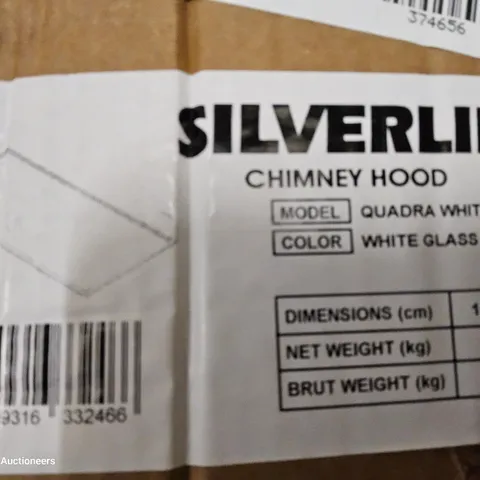 374656
SILVERLI
CHIMNEY HOOD
MODEL QUADRA WHIT
COLOR WHITE GLASS
DIMENSIONS (cm) 1
NET WEIGHT (kg)
BRUT WEIGHT (kg)
9316 332466
Auctioneers